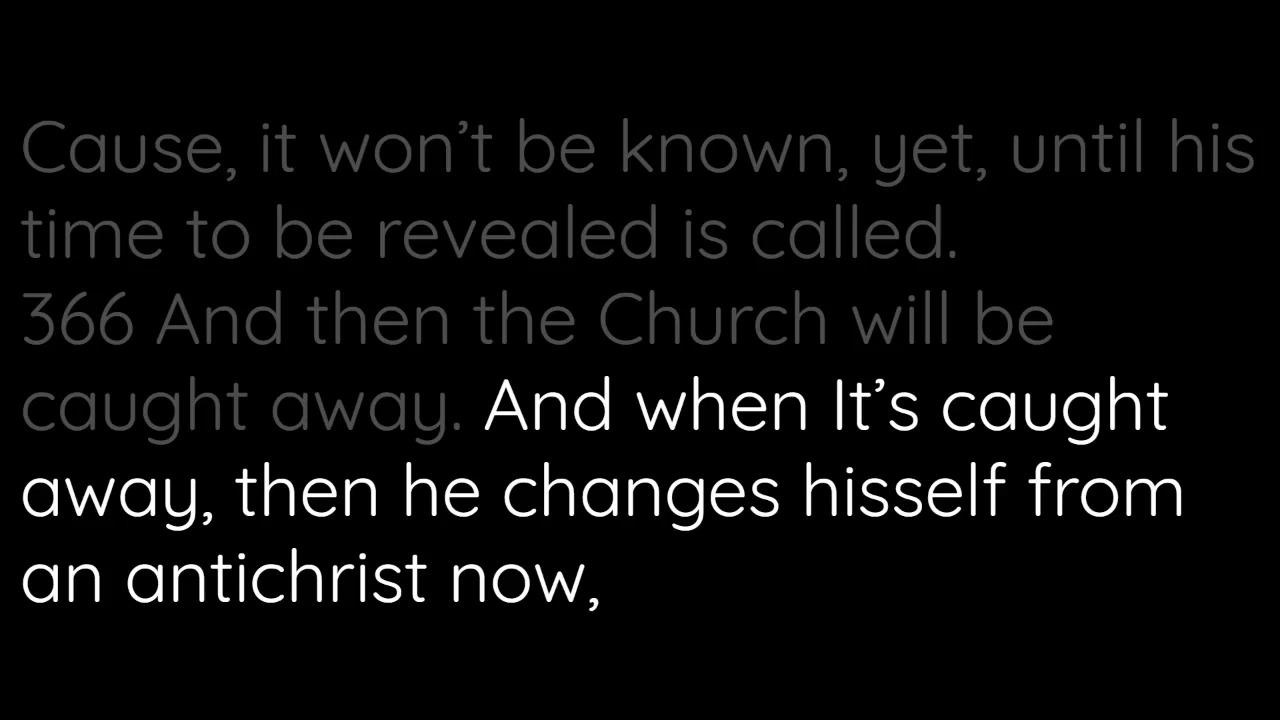 Cause, it won’t be known, yet, until his
time to be revealed is called.
366 And then the Church will be
caught away. And when It’s caught
away, then he changes hisself from
an antichrist now,